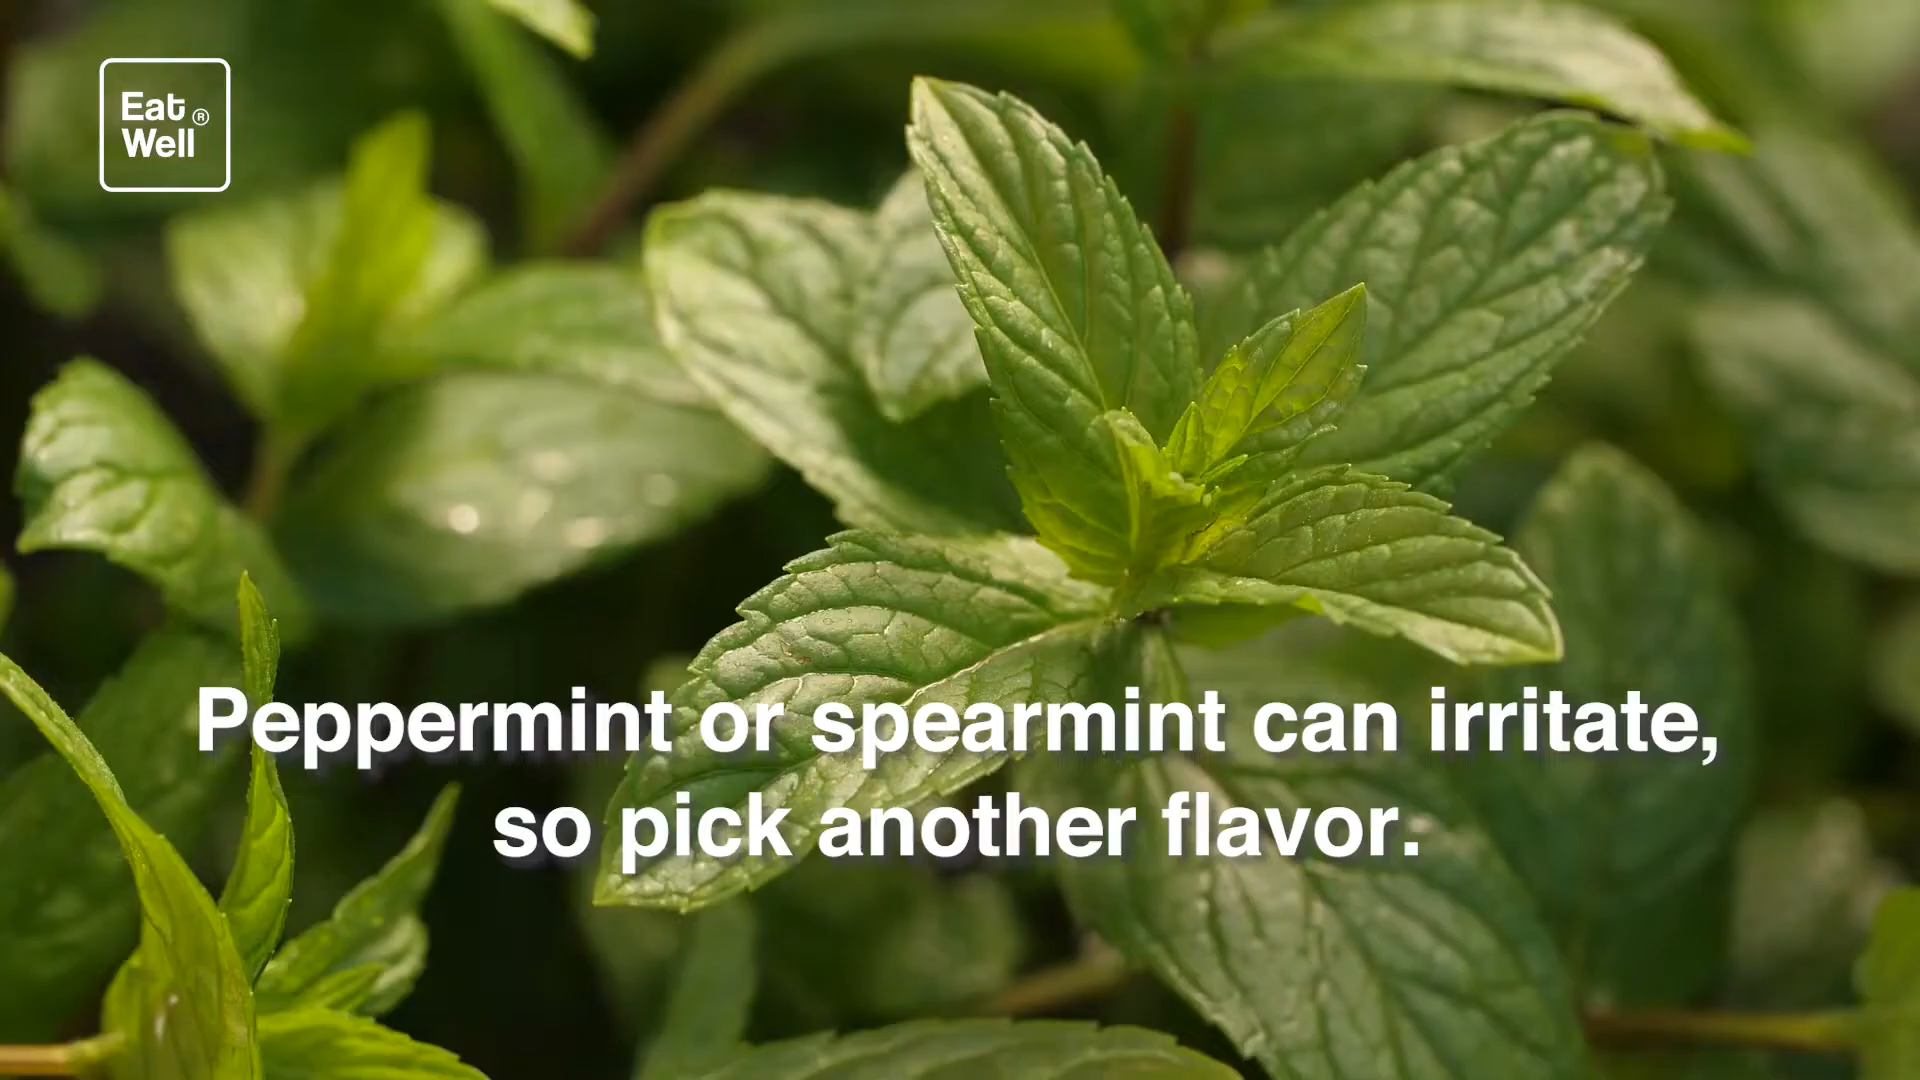 Eat ®
Well
Peppermint or spearmint can irritate,
so pick another flavor.